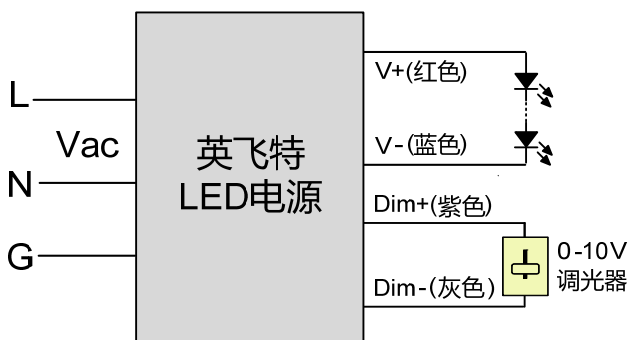 L
Vac
N
G
英飞特
LED电源
V+(红色)
V-(蓝色)
Dim+(紫色)
Dim-(灰色)
0-10V
调光器